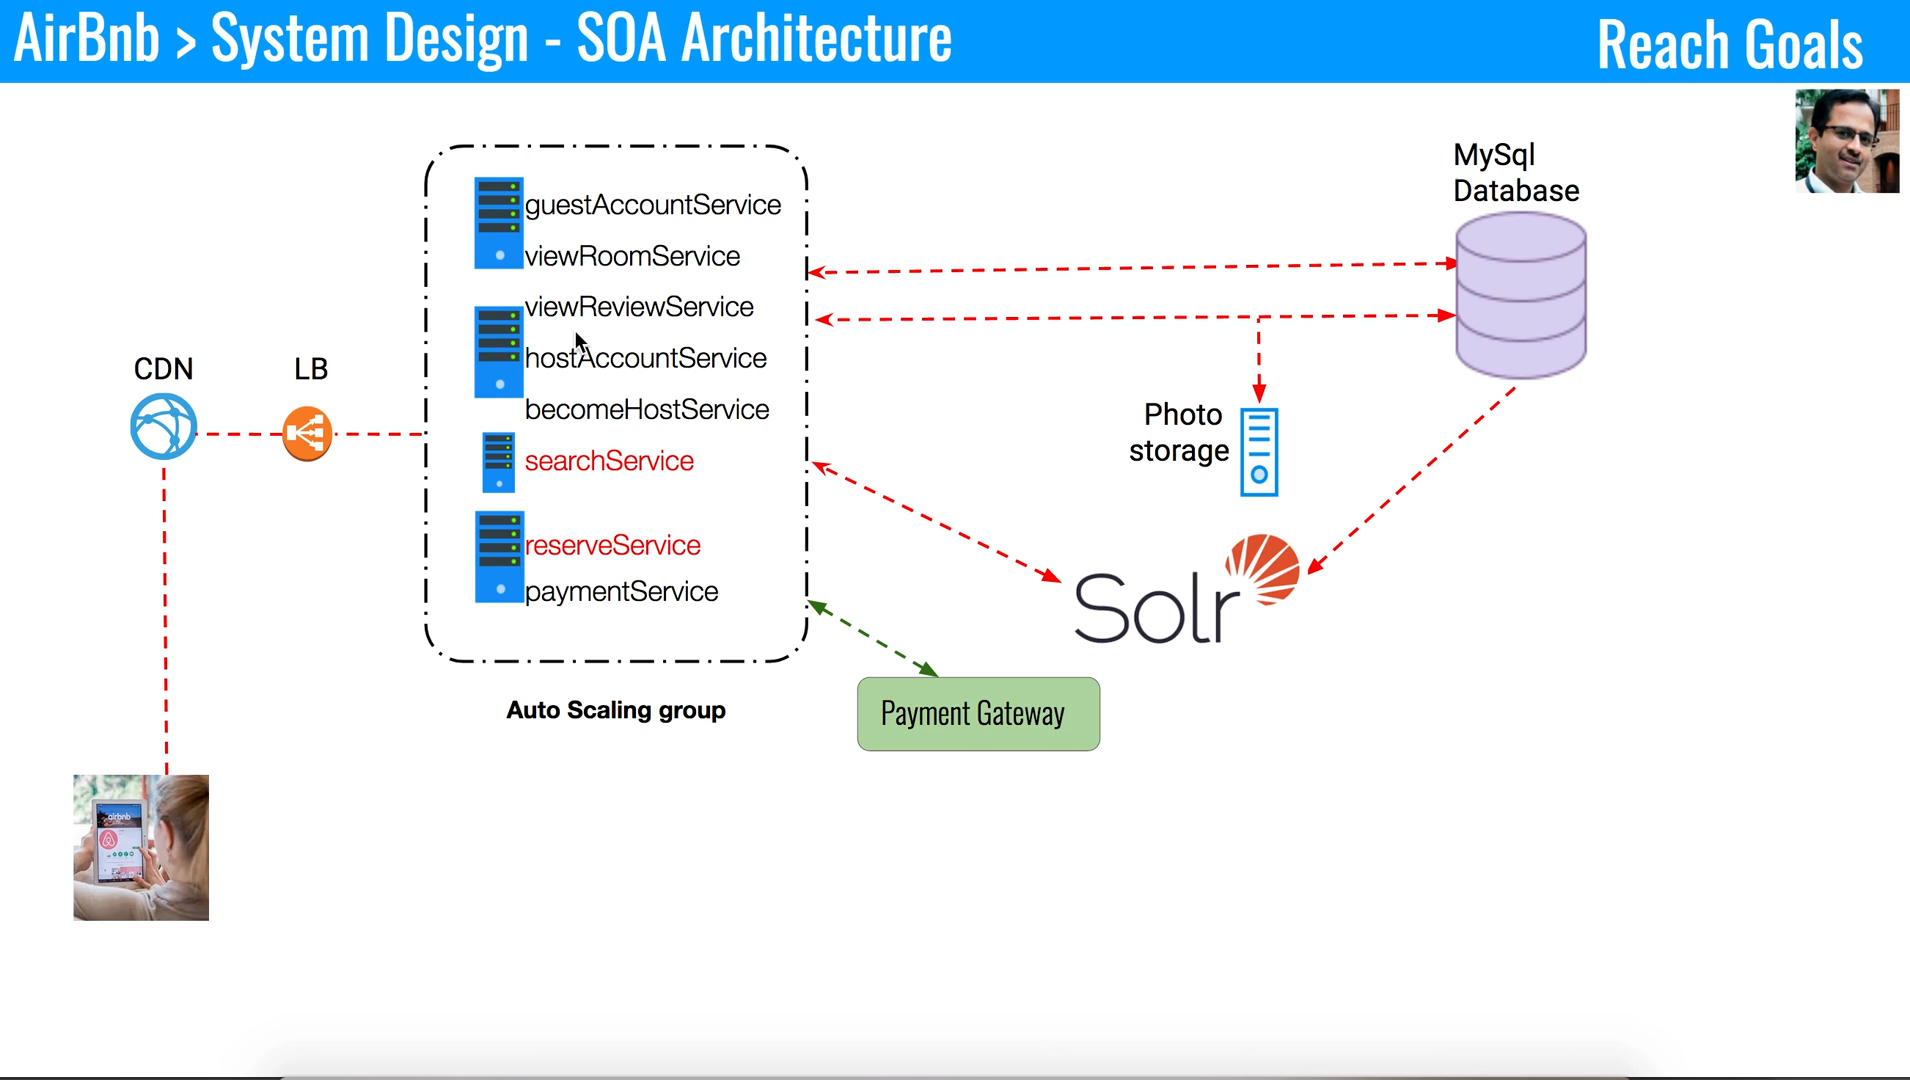 AirBnb > System Design - SOA Architecture
Reach Goals
MySql
Database
guestAccountService
viewRoomService
viewReviewService
hostAccountService
becomeHostService
searchService
reserveService
paymentService
CDN
LB
Photo
storage
Solr
Auto Scaling group
Payment Gateway
airbnb